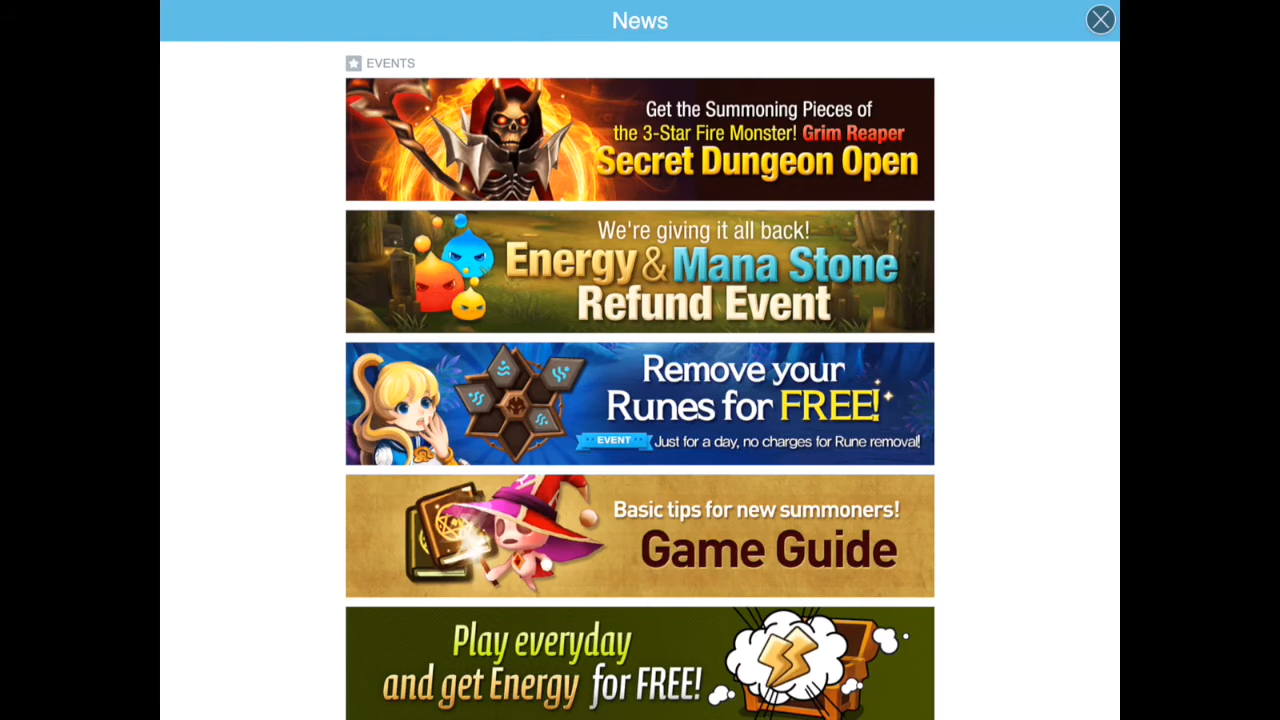 News
EVENTS
Get the Summoning Pieces of
the 3-Star Fire Monster! Grim Reaper
Secret Dungeon Open
We're giving it all back!
Energy & Mana Stone
Refund Event
Remove your
Runes for FREE!
EVENT Just for a day, no charges for Rune removal!
Basic tips for new summoners!
Game Guide
Play everyday
and get Energy for FREE!